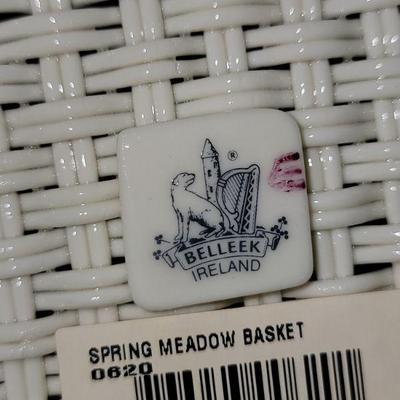 ®
BELLEEK
IRELAND
SPRING MEADOW BASKET
0620